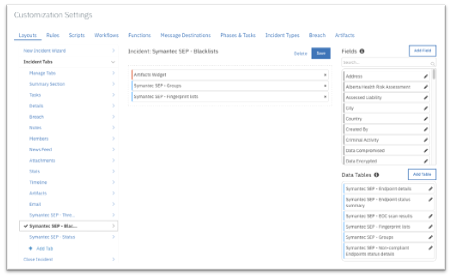 Customization Settings
Layouts Rules Scripts Workflows Functions Message Destinations Phases & Tasks Incident Types Breach Artifacts
New Incident Wizard
Incident Tabs
Manage Tabs
Summary Section
Tasks
Details
Breach
Notes
Members
News Feed
Attachments
Stats
Timeline
Artifacts
Email
Symantec SEP - Thre...
Symantec SEP - Blac...
Symantec SEP - Status
Add Tab
Close Incident
Incident: Symantec SEP - Blacklists
Delete Save
Artifacts Widget
Symantec SEP - Groups
Symantec SEP - Fingerprint lists
Fields Add Field
Search...
Address
Alberta Health Risk Assessment
Assessed Liability
City
Country
Created By
Criminal Activity
Data Compromised
Data Encrypted
Data Tables Add Table
Symantec SEP - Endpoint details
Symantec SEP - Endpoint status
summary
Symantec SEP - EOC scan results
Symantec SEP - Fingerprint lists
Symantec SEP - Groups
Symantec SEP - Non-compliant
Endpoints status details